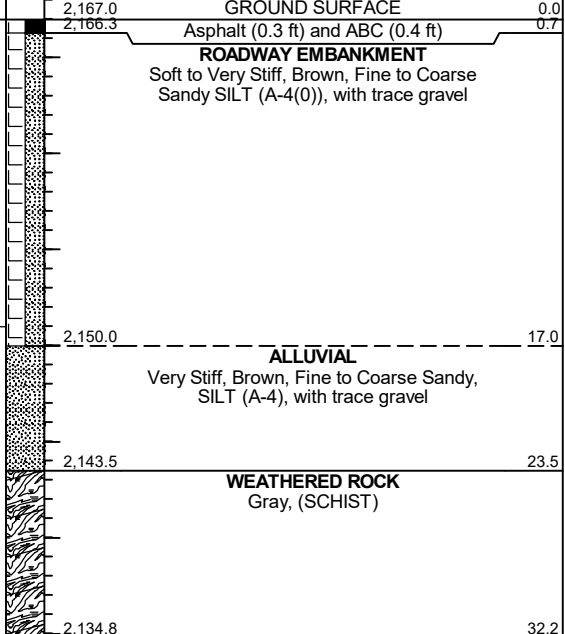 2,167.0 GROUND SURFACE 0.0
2,166.3 Asphalt (0.3 ft) and ABC (0.4 ft) 0.7
ROADWAY EMBANKMENT
Soft to Very Stiff, Brown, Fine to Coarse
Sandy SILT (A-4(0)), with trace gravel
2,150.0 17.0
ALLUVIAL
Very Stiff, Brown, Fine to Coarse Sandy,
SILT (A-4), with trace gravel
2,143.5 23.5
WEATHERED ROCK
Gray, (SCHIST)
2,134.8 32.2